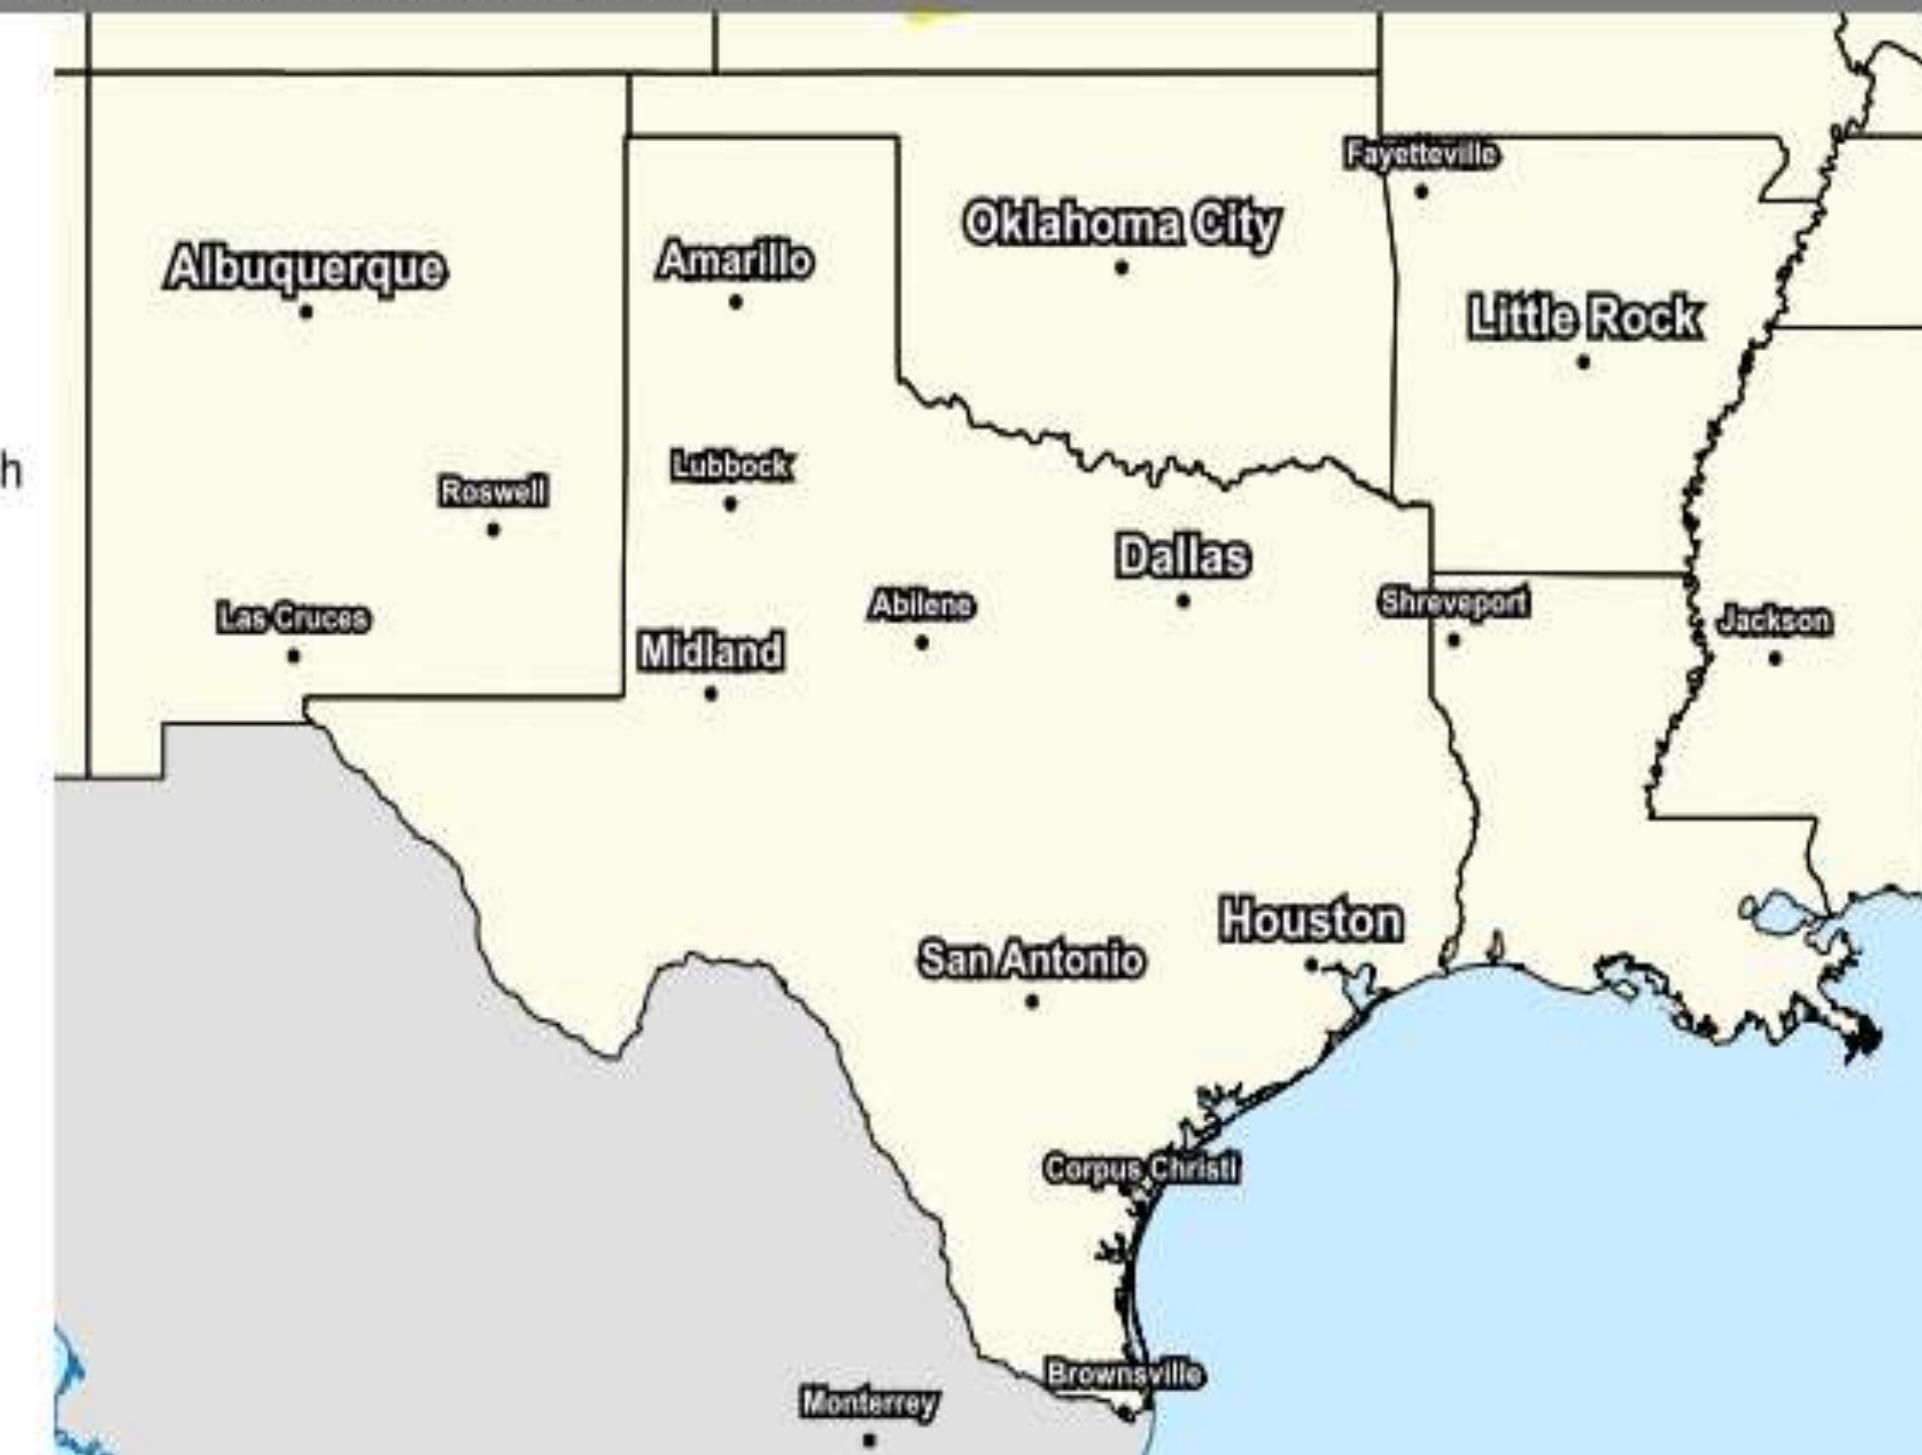 Fayetteville
Oklahoma City
Albuquerque
Amarillo
Little Rock
h
Lubbock
Roswell
Dallas
Abilene
Shreveport
Las Cruces
Jackson
Midland
Houston
San Antonio
Corpus Christi
Brownsville
Monterrey